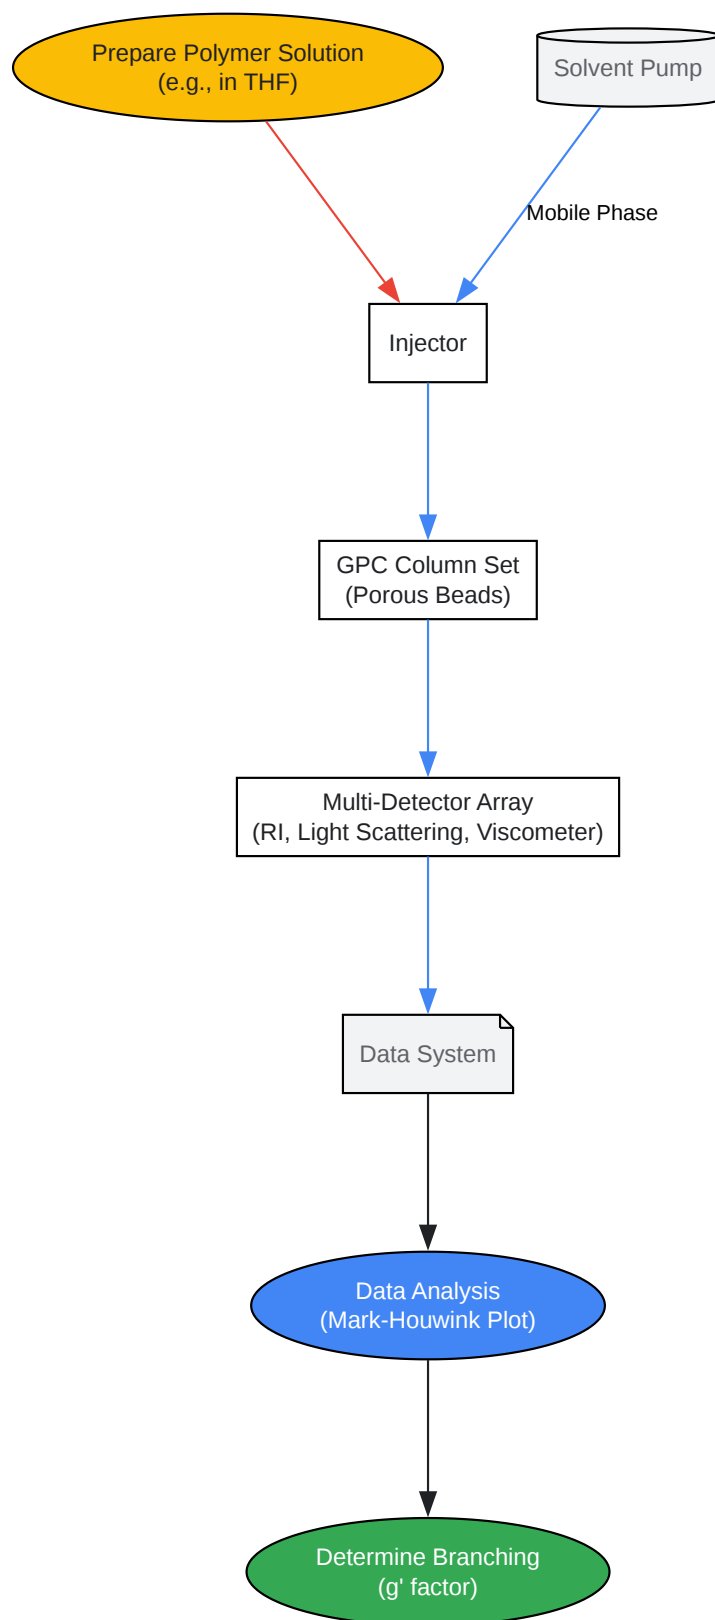 Prepare Polymer Solution
(e.g., in THF)
Solvent Pump
Mobile Phase
Injector
GPC Column Set
(Porous Beads)
Multi-Detector Array
(RI, Light Scattering, Viscometer)
Data System
Data Analysis
(Mark-Houwink Plot)
Determine Branching
(g' factor)